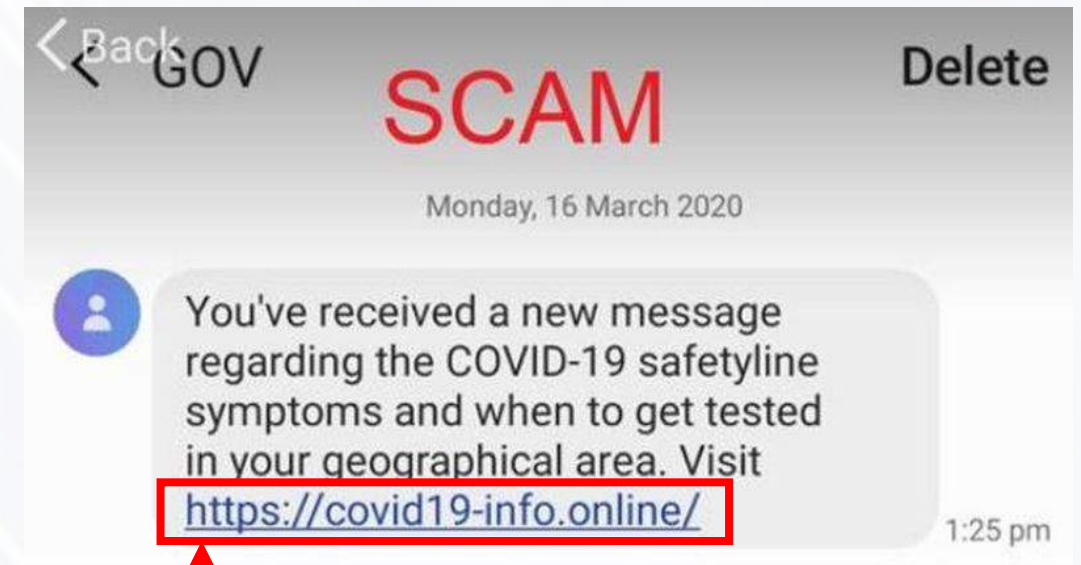 Back
GOV
SCAM
Delete
Monday, 16 March 2020
You've received a new message
regarding the COVID-19 safetyline
symptoms and when to get tested
in your geographical area. Visit
https://covid19-info.online/
1:25 pm